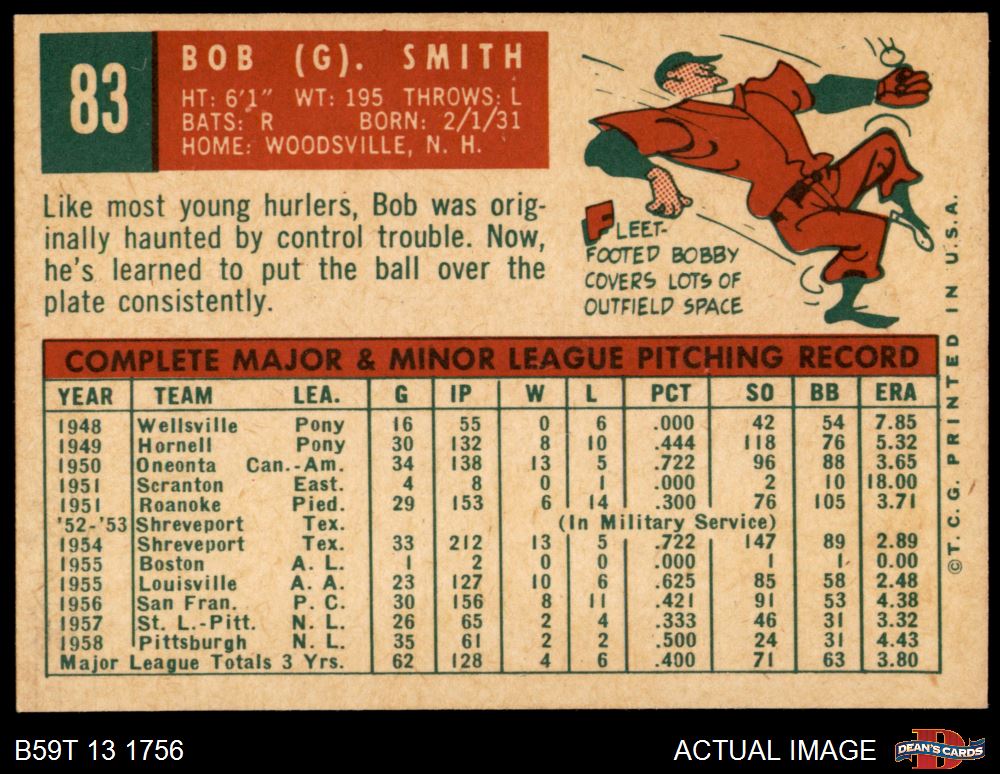 83
BOB (G). SMITH
HT: 6'1" WT: 195 THROWS: L
BATS: R BORN: 2/1/31
HOME: WOODSVILLE, N. H.
Like most young hurlers, Bob was orig-
inally haunted by control trouble. Now,
he's learned to put the ball over the
plate consistently.
FLEET-
FOOTED BOBBY
COVERS LOTS OF
OUTFIELD SPACE
COMPLETE MAJOR & MINOR LEAGUE PITCHING RECORD
YEAR TEAM LEA. G IP W L PCT SO BB ERA
1948 Wellsville Pony 16 55 0 6 .000 42 54 7.85
1949 Hornell Pony 30 132 8 10 .444 118 76 5.32
1950 Oneonta Can.-Am. 34 138 13 5 .722 96 88 3.65
1951 Scranton East. 4 8 0 1 .000 2 10 18.00
1951 Roanoke Pied. 29 153 6 14 .300 76 105 3.71
'52-'53 Shreveport Tex. (In Military Service)
1954 Shreveport Tex. 33 212 13 5 .722 147 89 2.89
1955 Boston A. L. 1 2 0 0 .000 1 1 0.00
1955 Louisville A. A. 23 127 10 6 .625 85 58 2.48
1956 San Fran. P. C. 30 156 8 11 .421 91 53 4.38
1957 St. L.-Pitt. N. L. 26 65 2 4 .333 46 31 3.32
1958 Pittsburgh N. L. 35 61 2 2 .500 24 31 4.43
Major League Totals 3 Yrs. 62 128 4 6 .400 71 63 3.80
©T. C. G. PRINTED IN U.S.A.
B59T 13 1756
ACTUAL IMAGE
D
DEAN'S CARDS